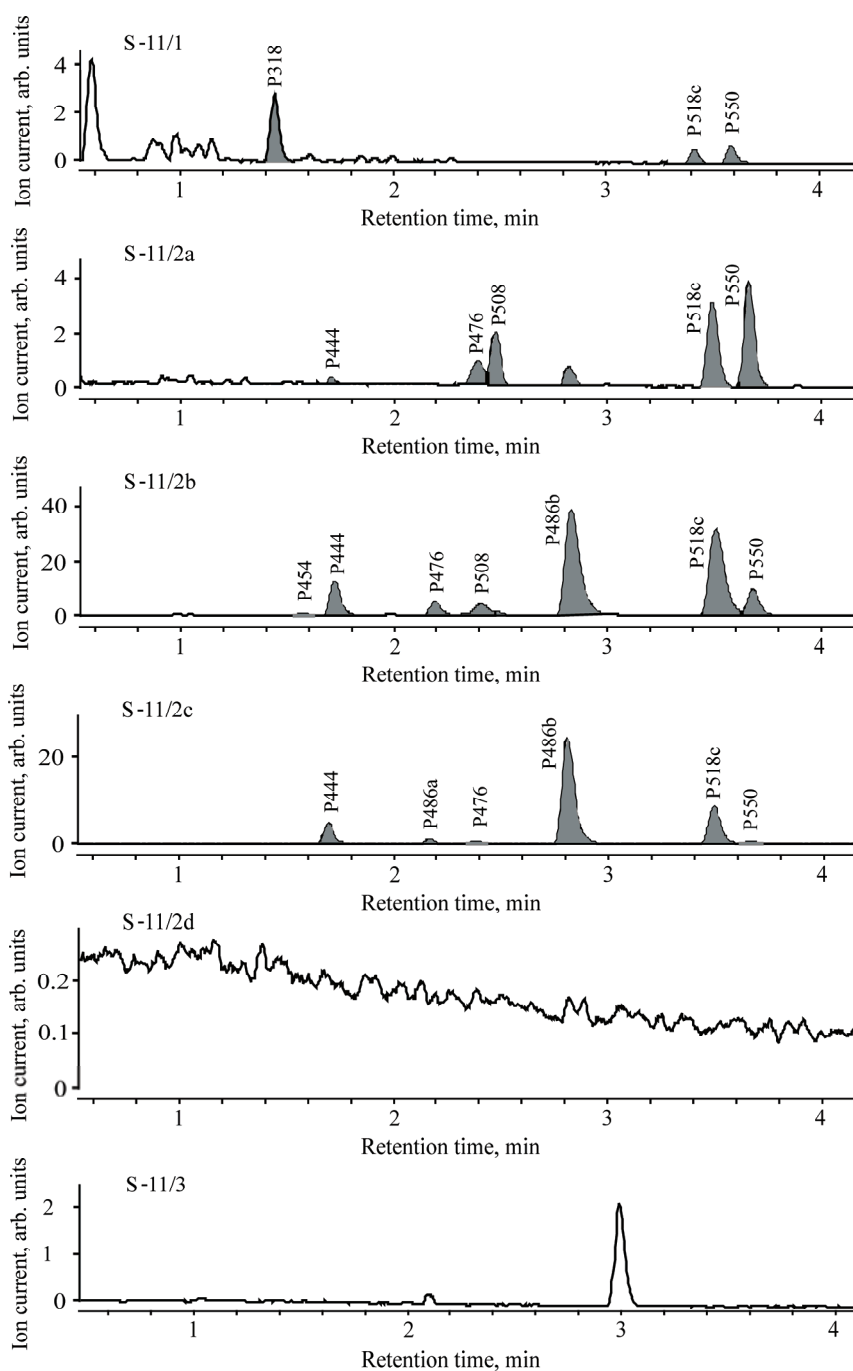 S-11/1
Ion current, arb. units
4
2
0
P318
P518c
P550
1 2 3 4
Retention time, min
S-11/2a
Ion current, arb. units
4
2
0
P444
P476
P508
P518c
P550
1 2 3 4
Retention time, min
S-11/2b
Ion current, arb. units
40
20
0
P454
P444
P476
P508
P486b
P518c
P550
1 2 3 4
Retention time, min
S-11/2c
Ion current, arb. units
20
0
P444
P486a
P476
P486b
P518c
P550
1 2 3 4
Retention time, min
S-11/2d
Ion current, arb. units
0.2
0.1
0
1 2 3 4
Retention time, min
S-11/3
Ion current, arb. units
2
1
0
1 2 3 4
Retention time, min